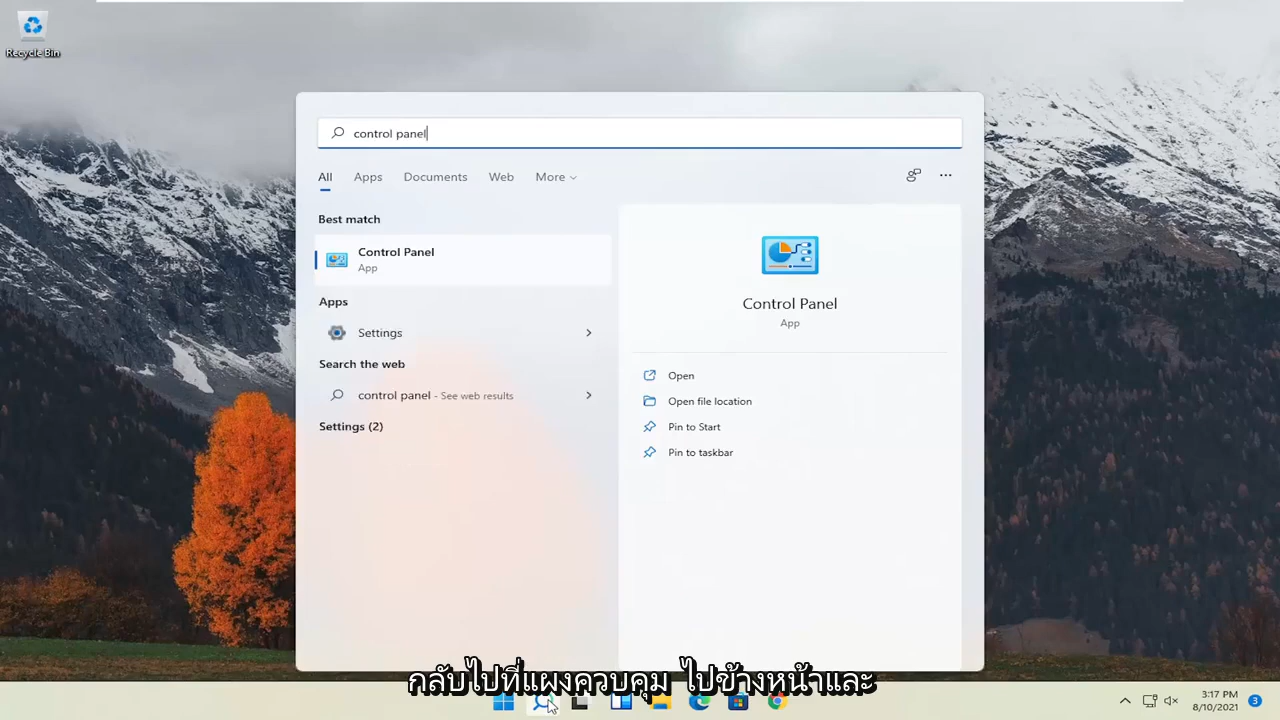 Recycle Bin
control panel
All Apps Documents Web More
Best match
Control Panel
App
Apps
Settings
Search the web
control panel - See web results
Settings (2)
Control Panel
App
Open
Open file location
Pin to Start
Pin to taskbar
กลับไปที่แผงควบคุม ไปข้างหน้าและ
3:17 PM
8/10/2021
3